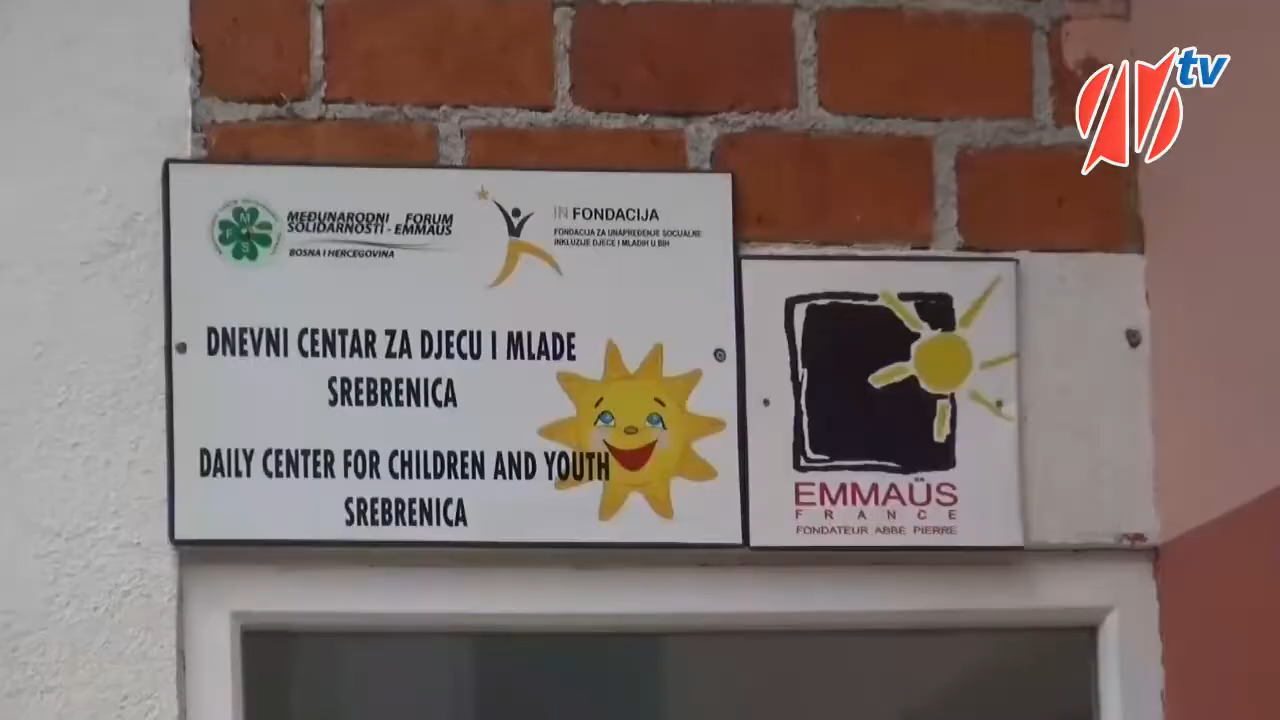 tv
MEĐUNARODNI FORUM
SOLIDARNOSTI - EMMAUS
BOSNA I HERCEGOVINA
M
F S
IN FONDACIJA
FONDACIJA ZA UNAPREĐENJE SOCIJALNE
INKLUZIJE DJECE I MLADIH U BIH
DNEVNI CENTAR ZA DJECU I MLADE
SREBRENICA
DAILY CENTER FOR CHILDREN AND YOUTH
SREBRENICA
EMMAÜS
FRANCE
FONDATEUR ABBE PIERRE